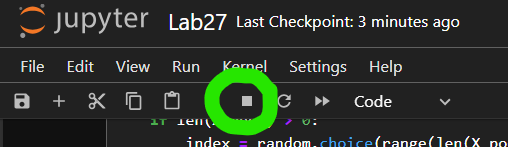 jupyter Lab27 Last Checkpoint: 3 minutes ago
File Edit View Run Kernel Settings Help
Code
> 0:
index = random.choice(range(len(X_po